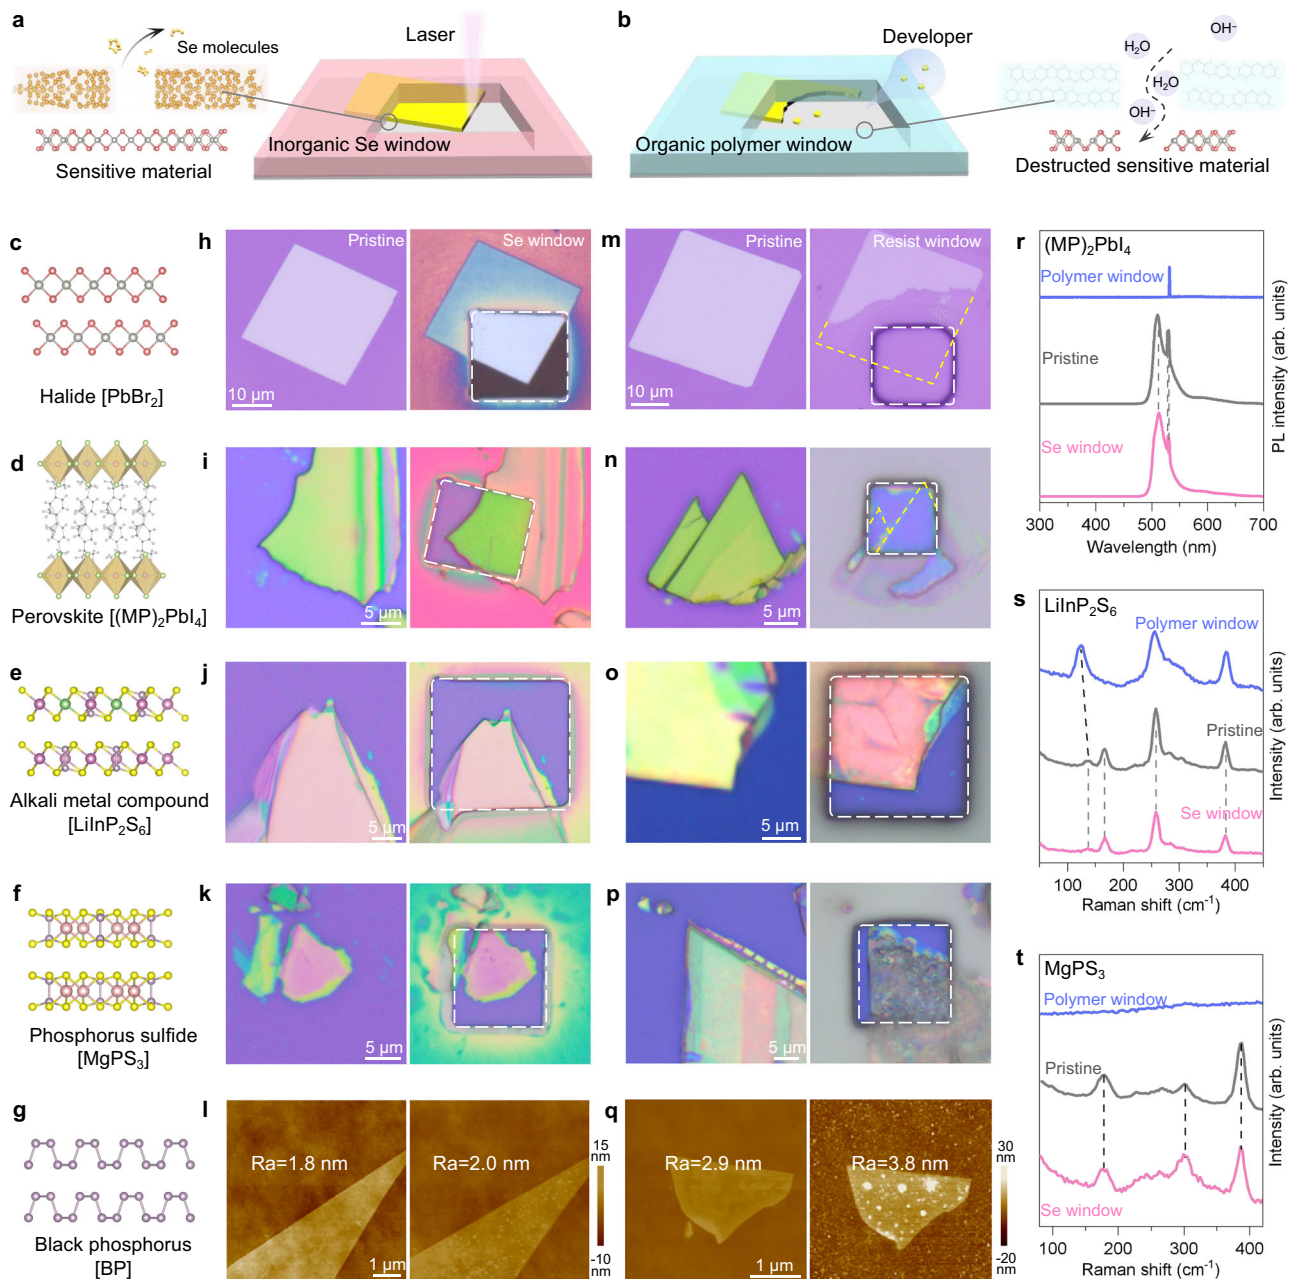 a
Se molecules
Laser
Inorganic Se window
Sensitive material
b
Developer
H₂O
OH⁻
H₂O
OH⁻
Organic polymer window
Destructed sensitive material
c
Halide [PbBr₂]
d
Perovskite [(MP)₂PbI₄]
e
Alkali metal compound
[LiInP₂S₆]
f
Phosphorus sulfide
[MgPS₃]
g
Black phosphorus
[BP]
h
Pristine
Se window
10 µm
i
5 µm
j
5 µm
k
5 µm
l
Ra=1.8 nm
Ra=2.0 nm
1 µm
15
nm
-10
nm
m
Pristine
Resist window
10 µm
n
5 µm
o
5 µm
p
5 µm
q
Ra=2.9 nm
Ra=3.8 nm
1 µm
30
nm
-20
nm
r
(MP)₂PbI₄
Polymer window
Pristine
Se window
PL intensity (arb. units)
300 400 500 600 700
Wavelength (nm)
s
LiInP₂S₆
Polymer window
Pristine
Se window
Intensity (arb. units)
100 200 300 400
Raman shift (cm⁻¹)
t
MgPS₃
Polymer window
Pristine
Se window
Intensity (arb. units)
100 200 300 400
Raman shift (cm⁻¹)